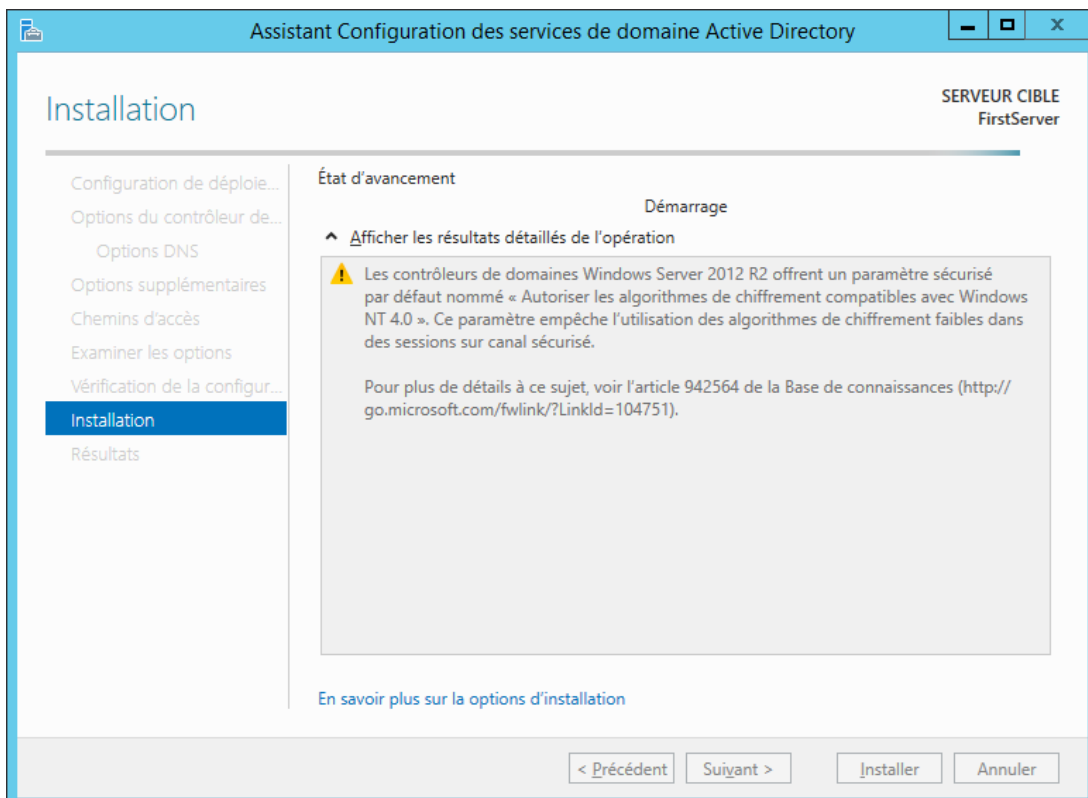 Assistant Configuration des services de domaine Active Directory
Installation
SERVEUR CIBLE
FirstServer
Configuration de déploie...
Options du contrôleur de...
Options DNS
Options supplémentaires
Chemins d'accès
Examiner les options
Vérification de la configur...
Installation
Résultats
État d'avancement
Démarrage
Afficher les résultats détaillés de l'opération
Les contrôleurs de domaines Windows Server 2012 R2 offrent un paramètre sécurisé
par défaut nommé « Autoriser les algorithmes de chiffrement compatibles avec Windows
NT 4.0 ». Ce paramètre empêche l'utilisation des algorithmes de chiffrement faibles dans
des sessions sur canal sécurisé.
Pour plus de détails à ce sujet, voir l'article 942564 de la Base de connaissances (http://
go.microsoft.com/fwlink/?LinkId=104751).
En savoir plus sur la options d'installation
< Précédent
Suivant >
Installer
Annuler